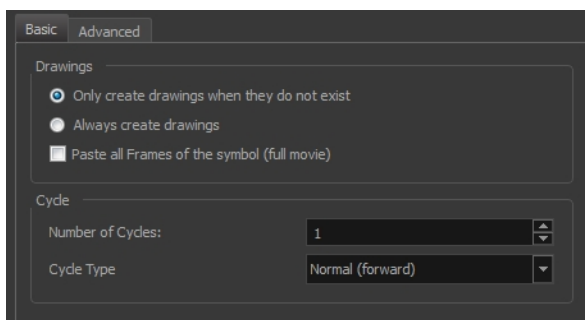 Basic Advanced
Drawings
Only create drawings when they do not exist
Always create drawings
Paste all Frames of the symbol (full movie)
Cycle
Number of Cycles: 1
Cycle Type Normal (forward)